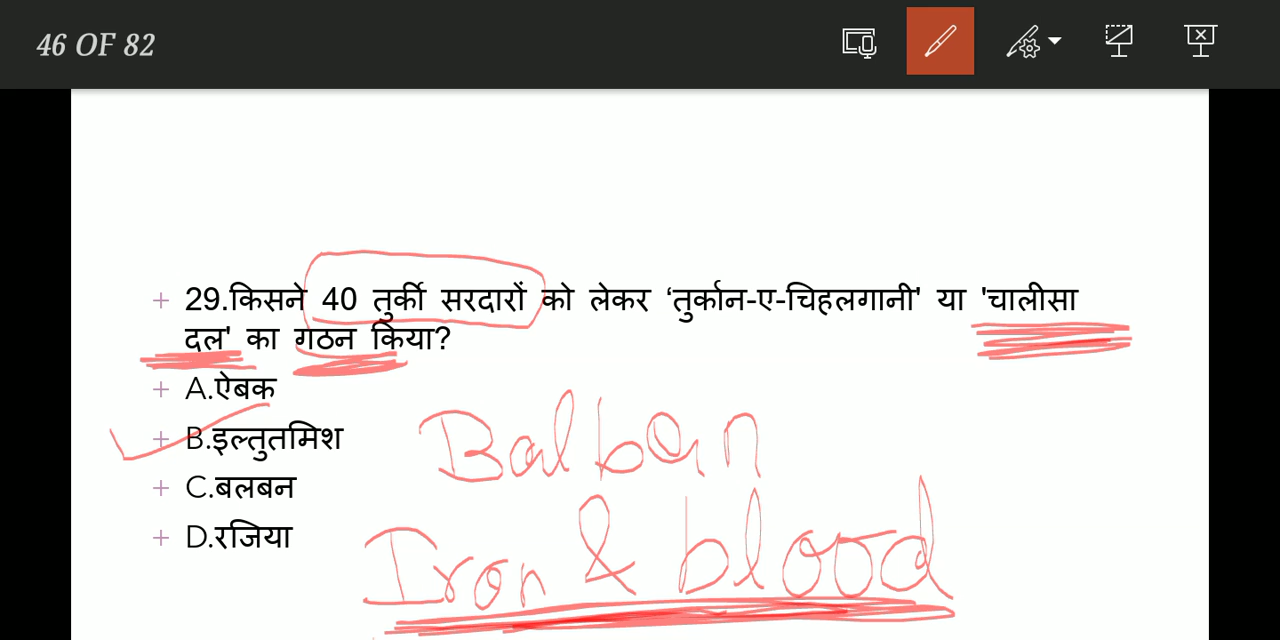 46 OF 82
29.किसने 40 तुर्की सरदारों को लेकर ‘तुर्कान-ए-चिहलगानी' या 'चालीसा
दल' का गठन किया?
A.ऐबक
B.इल्तुतमिश
C.बलबन
D.रजिया
Balban
Iron & blood